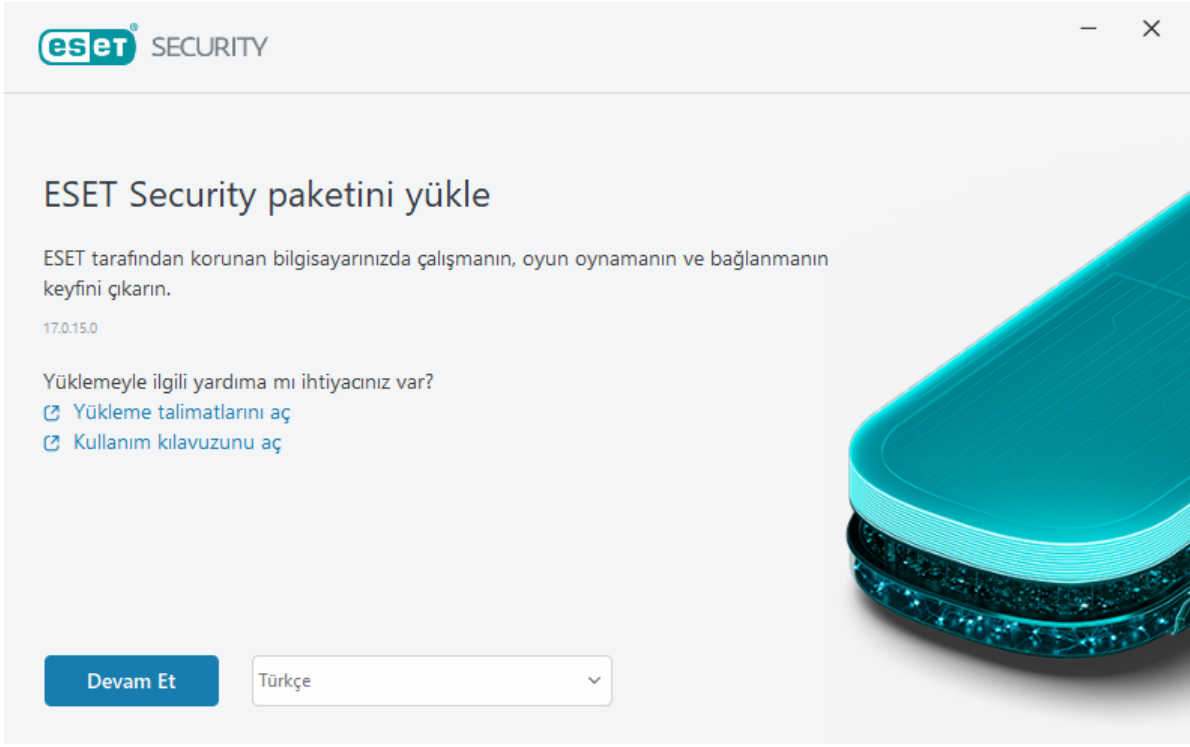 eset® SECURITY
ESET Security paketini yükle
ESET tarafından korunan bilgisayarınızda çalışmanın, oyun oynamanın ve bağlanmanın
keyfini çıkarın.
17.0.15.0
Yüklemeyle ilgili yardıma mı ihtiyacınız var?
Yükleme talimatlarını aç
Kullanım kılavuzunu aç
Devam Et
Türkçe